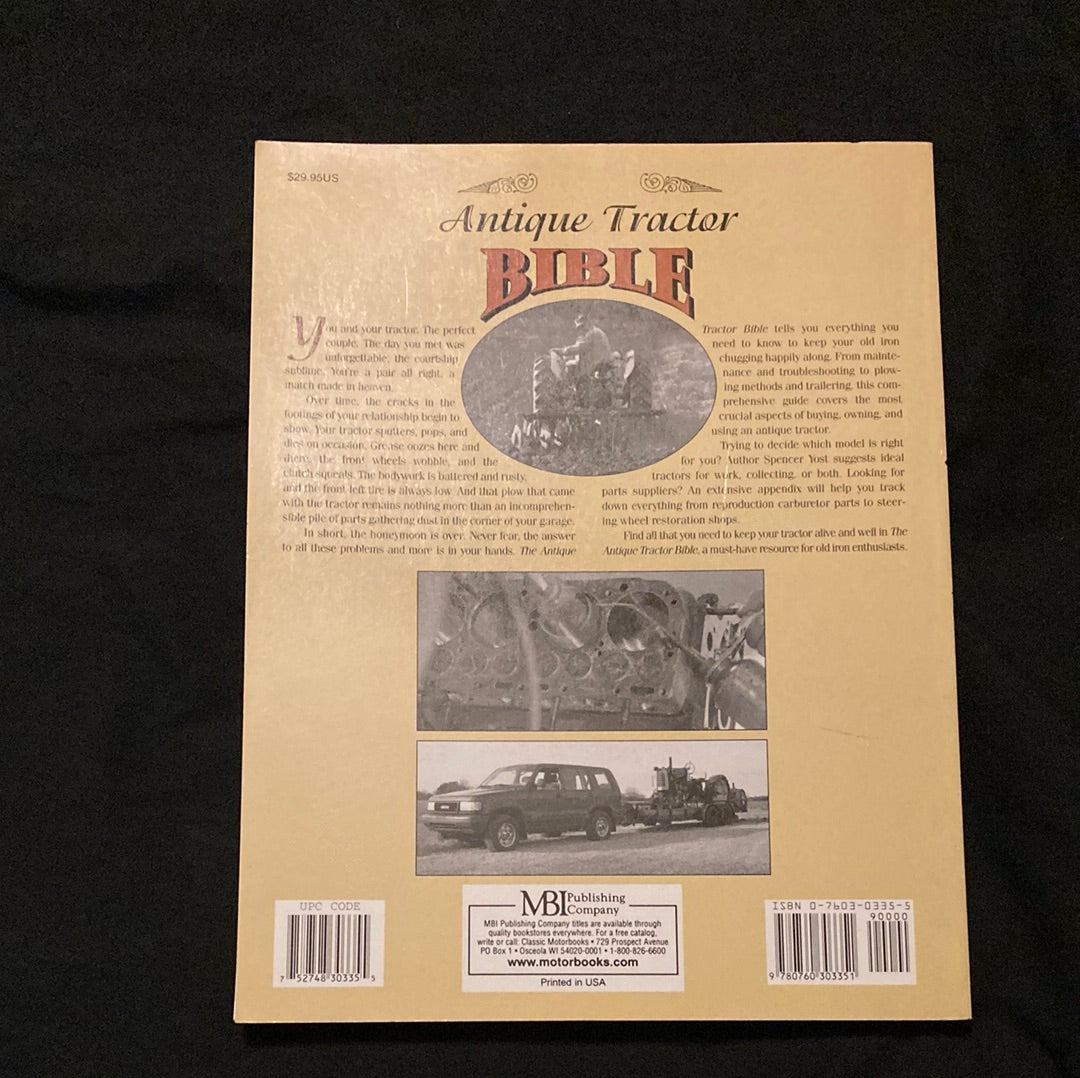 $29.95US
Antique Tractor
BIBLE
You and your tractor. The perfect
couple. The day you met was
unforgettable, the courtship
sublime. You're a pair all right, a
match made in heaven.
Over time, the cracks in the
footings of your relationship begin to
show. Your tractor sputters, pops, and
dies on occasion. Grease oozes here and
there, the front wheels wobble, and the
clutch squeals. The bodywork is battered and rusty,
and the front left tire is always low. And that plow that came
with the tractor remains nothing more than an incomprehen-
sible pile of parts gathering dust in the corner of your garage.
In short, the honeymoon is over. Never fear, the answer
to all these problems and more is in your hands. The Antique
Tractor Bible tells you everything you
need to know to keep your old iron
chugging happily along. From mainte-
nance and troubleshooting to plow-
ing methods and trailering, this com-
prehensive guide covers the most
crucial aspects of buying, owning, and
using an antique tractor.
Trying to decide which model is right
for you? Author Spencer Yost suggests ideal
tractors for work, collecting, or both. Looking for
parts suppliers? An extensive appendix will help you track
down everything from reproduction carburetor parts to steer-
ing wheel restoration shops.
Find all that you need to keep your tractor alive and well in The
Antique Tractor Bible, a must-have resource for old iron enthusiasts.
UPC CODE
7 52748 30335 5
MBI Publishing
Company
MBI Publishing Company titles are available through
quality bookstores everywhere. For a free catalog,
write or call: Classic Motorbooks • 729 Prospect Avenue
PO Box 1 • Osceola WI 54020-0001 • 1-800-826-6600
www.motorbooks.com
Printed in USA
ISBN 0-7603-0335-5
90000
9 780760 303351